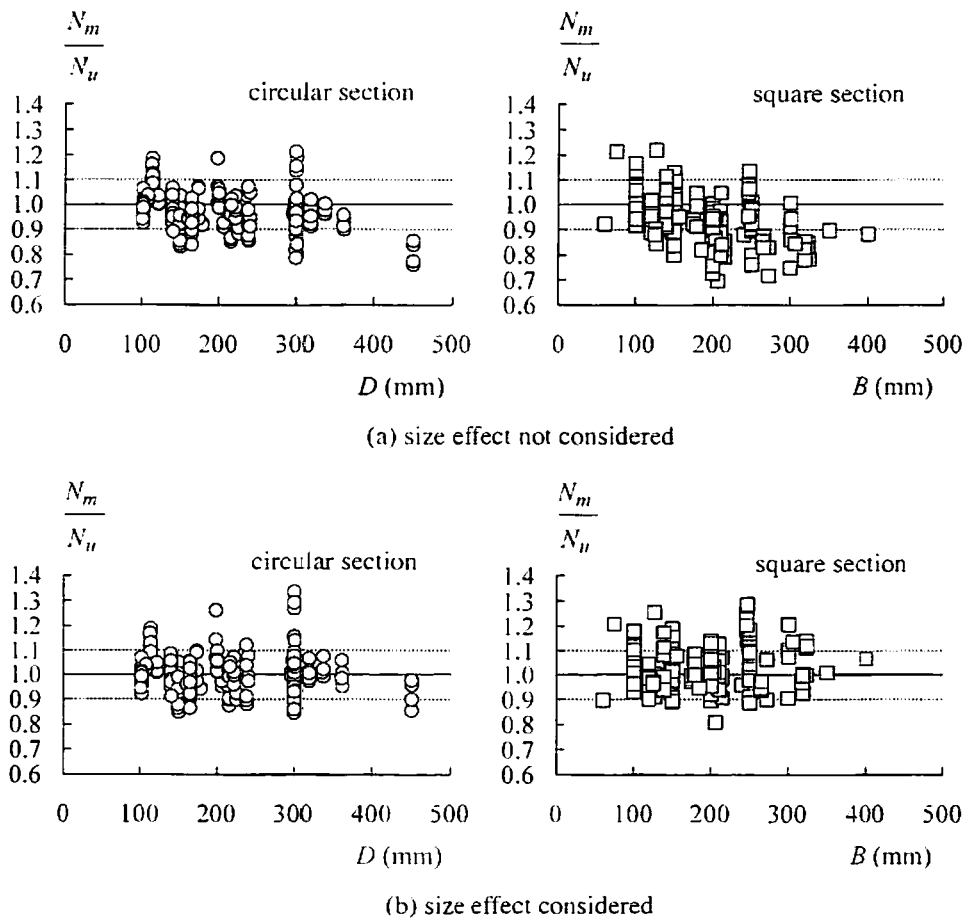 N_m
N_u
circular section
1.4
1.3
1.2
1.1
1.0
0.9
0.8
0.7
0.6
0 100 200 300 400 500
D (mm)
N_m
N_u
square section
1.4
1.3
1.2
1.1
1.0
0.9
0.8
0.7
0.6
0 100 200 300 400 500
B (mm)
(a) size effect not considered
N_m
N_u
circular section
1.4
1.3
1.2
1.1
1.0
0.9
0.8
0.7
0.6
0 100 200 300 400 500
D (mm)
N_m
N_u
square section
1.4
1.3
1.2
1.1
1.0
0.9
0.8
0.7
0.6
0 100 200 300 400 500
B (mm)
(b) size effect considered